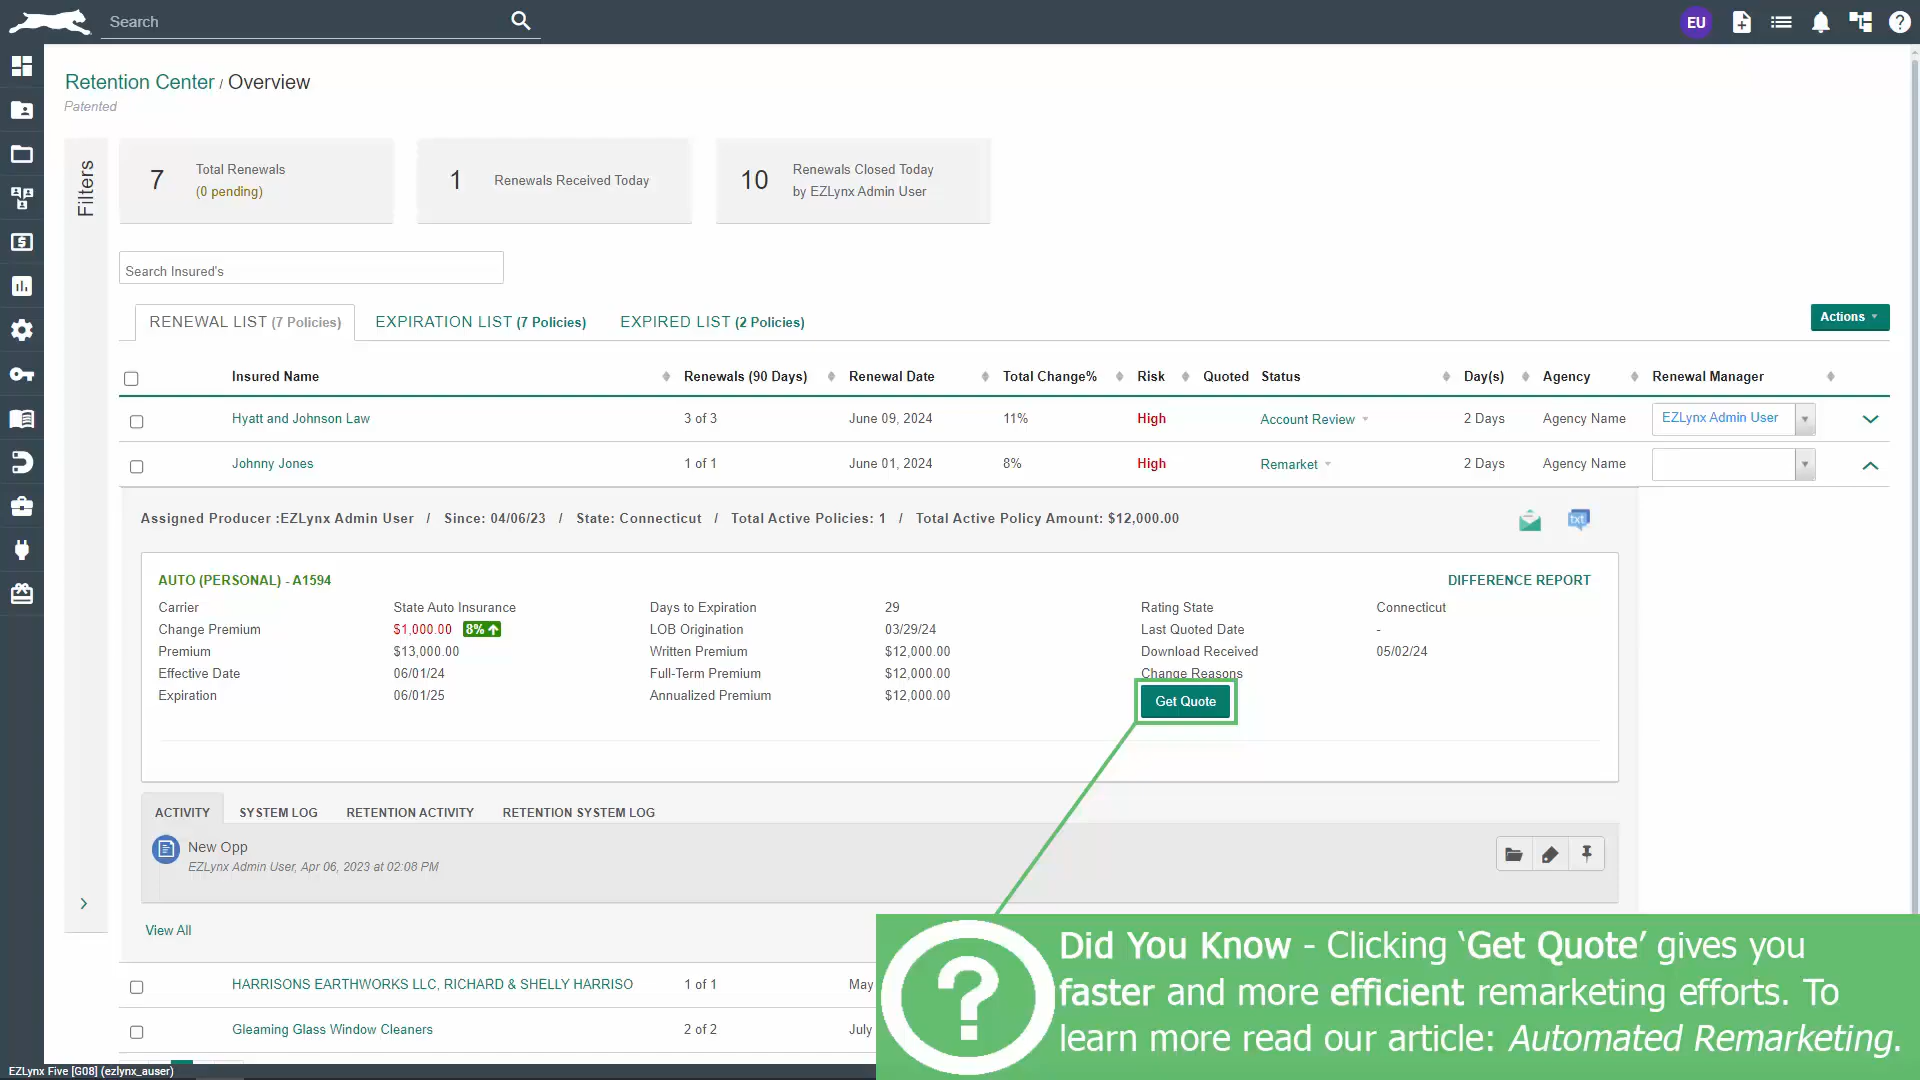 Search
EU
Retention Center / Overview
Patented
Filters
7 Total Renewals
(0 pending)
1 Renewals Received Today
10 Renewals Closed Today
by EZLynx Admin User
Search Insured's
RENEWAL LIST (7 Policies) EXPIRATION LIST (7 Policies) EXPIRED LIST (2 Policies)
Actions
Insured Name Renewals (90 Days) Renewal Date Total Change% Risk Quoted Status Day(s) Agency Renewal Manager
Hyatt and Johnson Law 3 of 3 June 09, 2024 11% High Account Review 2 Days Agency Name EZLynx Admin User
Johnny Jones 1 of 1 June 01, 2024 8% High Remark​et 2 Days Agency Name
Assigned Producer :EZLynx Admin User / Since: 04/06/23 / State: Connecticut / Total Active Policies: 1 / Total Active Policy Amount: $12,000.00
txt
AUTO (PERSONAL) - A1594 DIFFERENCE REPORT
Carrier State Auto Insurance Days to Expiration 29 Rating State Connecticut
Change Premium $1,000.00 8% LOB Origination 03/29/24 Last Quoted Date -
Premium $13,000.00 Written Premium $12,000.00 Download Received 05/02/24
Effective Date 06/01/24 Full-Term Premium $12,000.00 Change Reasons
Expiration 06/01/25 Annualized Premium $12,000.00
Get Quote
ACTIVITY SYSTEM LOG RETENTION ACTIVITY RETENTION SYSTEM LOG
New Opp
EZLynx Admin User, Apr 06, 2023 at 02:08 PM
View All
HARRISONS EARTHWORKS LLC, RICHARD & SHELLY HARRISO 1 of 1 May
Gleaming Glass Window Cleaners 2 of 2 July
Did You Know - Clicking ‘Get Quote’ gives you
faster and more efficient remarketing efforts. To
learn more read our article: Automated Remarketing.
EZLynx Five [G08] (ezlynx_auser)